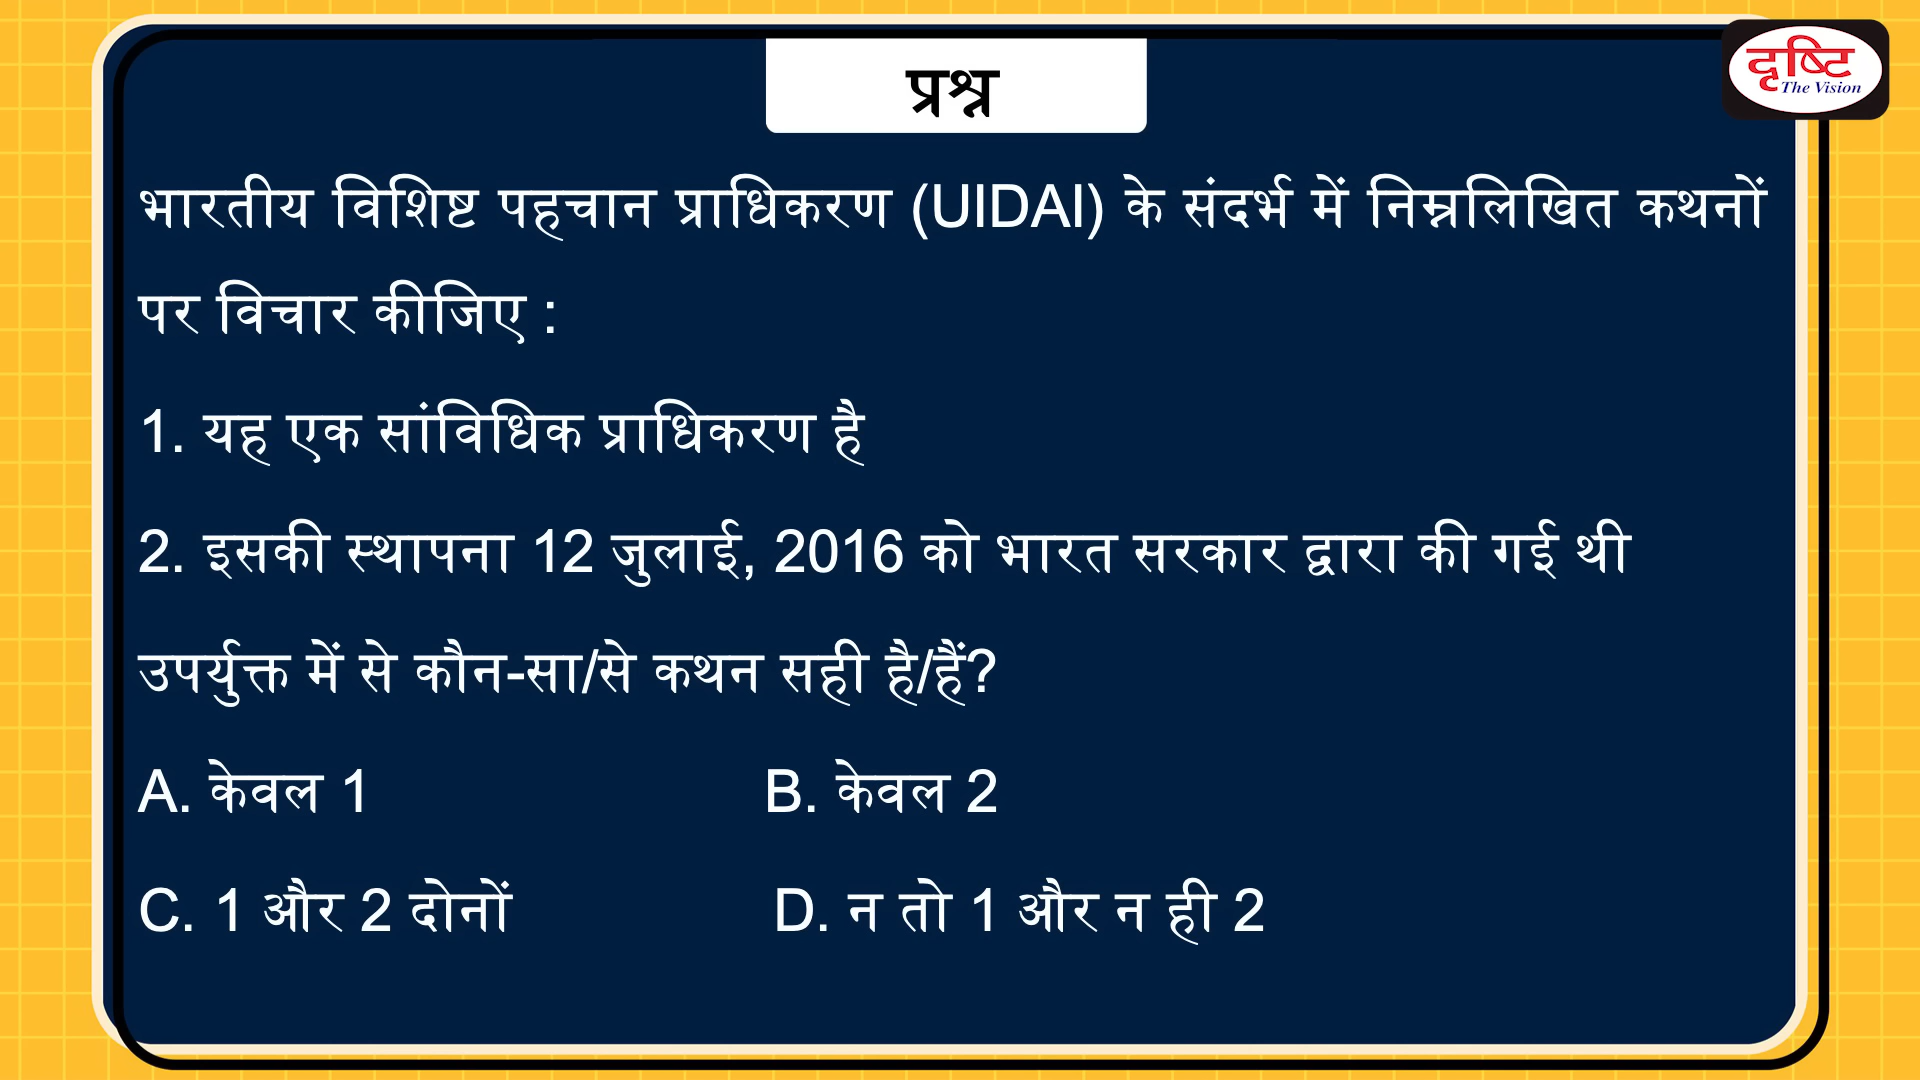 प्रश्न
दृष्टि
The Vision
भारतीय विशिष्ट पहचान प्राधिकरण (UIDAI) के संदर्भ में निम्नलिखित कथनों
पर विचार कीजिए :
1. यह एक सांविधिक प्राधिकरण है
2. इसकी स्थापना 12 जुलाई, 2016 को भारत सरकार द्वारा की गई थी
उपर्युक्त में से कौन-सा/से कथन सही है/हैं?
A. केवल 1 B. केवल 2
C. 1 और 2 दोनों D. न तो 1 और न ही 2